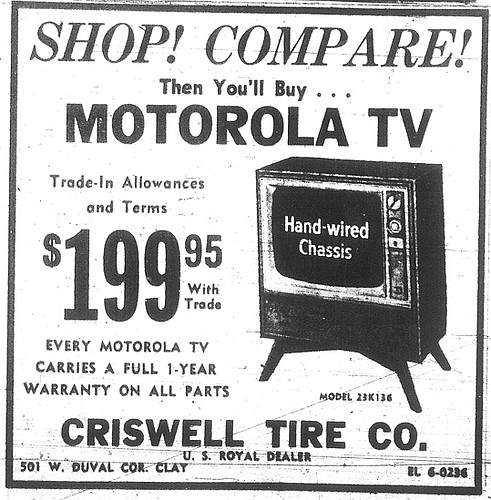 SHOP! COMPARE!
Then You'll Buy . . .
MOTOROLA TV
Trade-In Allowances
and Terms
$199 95
With
Trade
Hand-wired
Chassis
EVERY MOTOROLA TV
CARRIES A FULL 1-YEAR
WARRANTY ON ALL PARTS
MODEL 23K136
CRISWELL TIRE CO.
U. S. ROYAL DEALER
501 W. DUVAL COR. CLAY
EL 6-0236